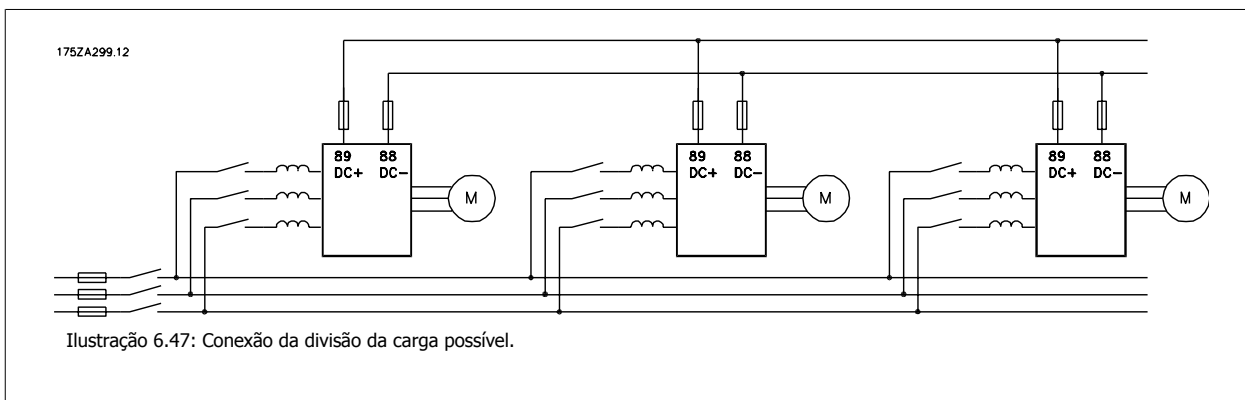 175ZA299.12
89 88
DC+ DC-
M
89 88
DC+ DC-
M
89 88
DC+ DC-
M
Ilustração 6.47: Conexão da divisão da carga possível.